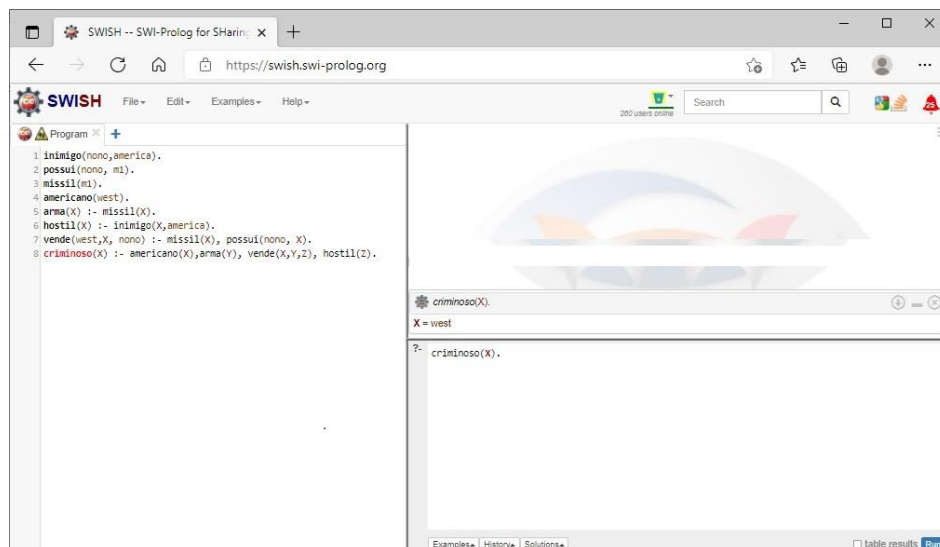 SWISH -- SWI-Prolog for SHaring
https://swish.swi-prolog.org
SWISH File Edit Examples Help 260 users online Search 25
Program
1 inimigo(nono,america).
2 possui(nono, m1).
3 missil(m1).
4 americano(west).
5 arma(X) :- missil(X).
6 hostil(X) :- inimigo(X,america).
7 vende(west,X, nono) :- missil(X), possui(nono, X).
8 criminoso(X) :- americano(X),arma(Y), vende(X,Y,Z), hostil(Z).
criminoso(X).
X = west
?- criminoso(X).
Examples History Solutions table results Run